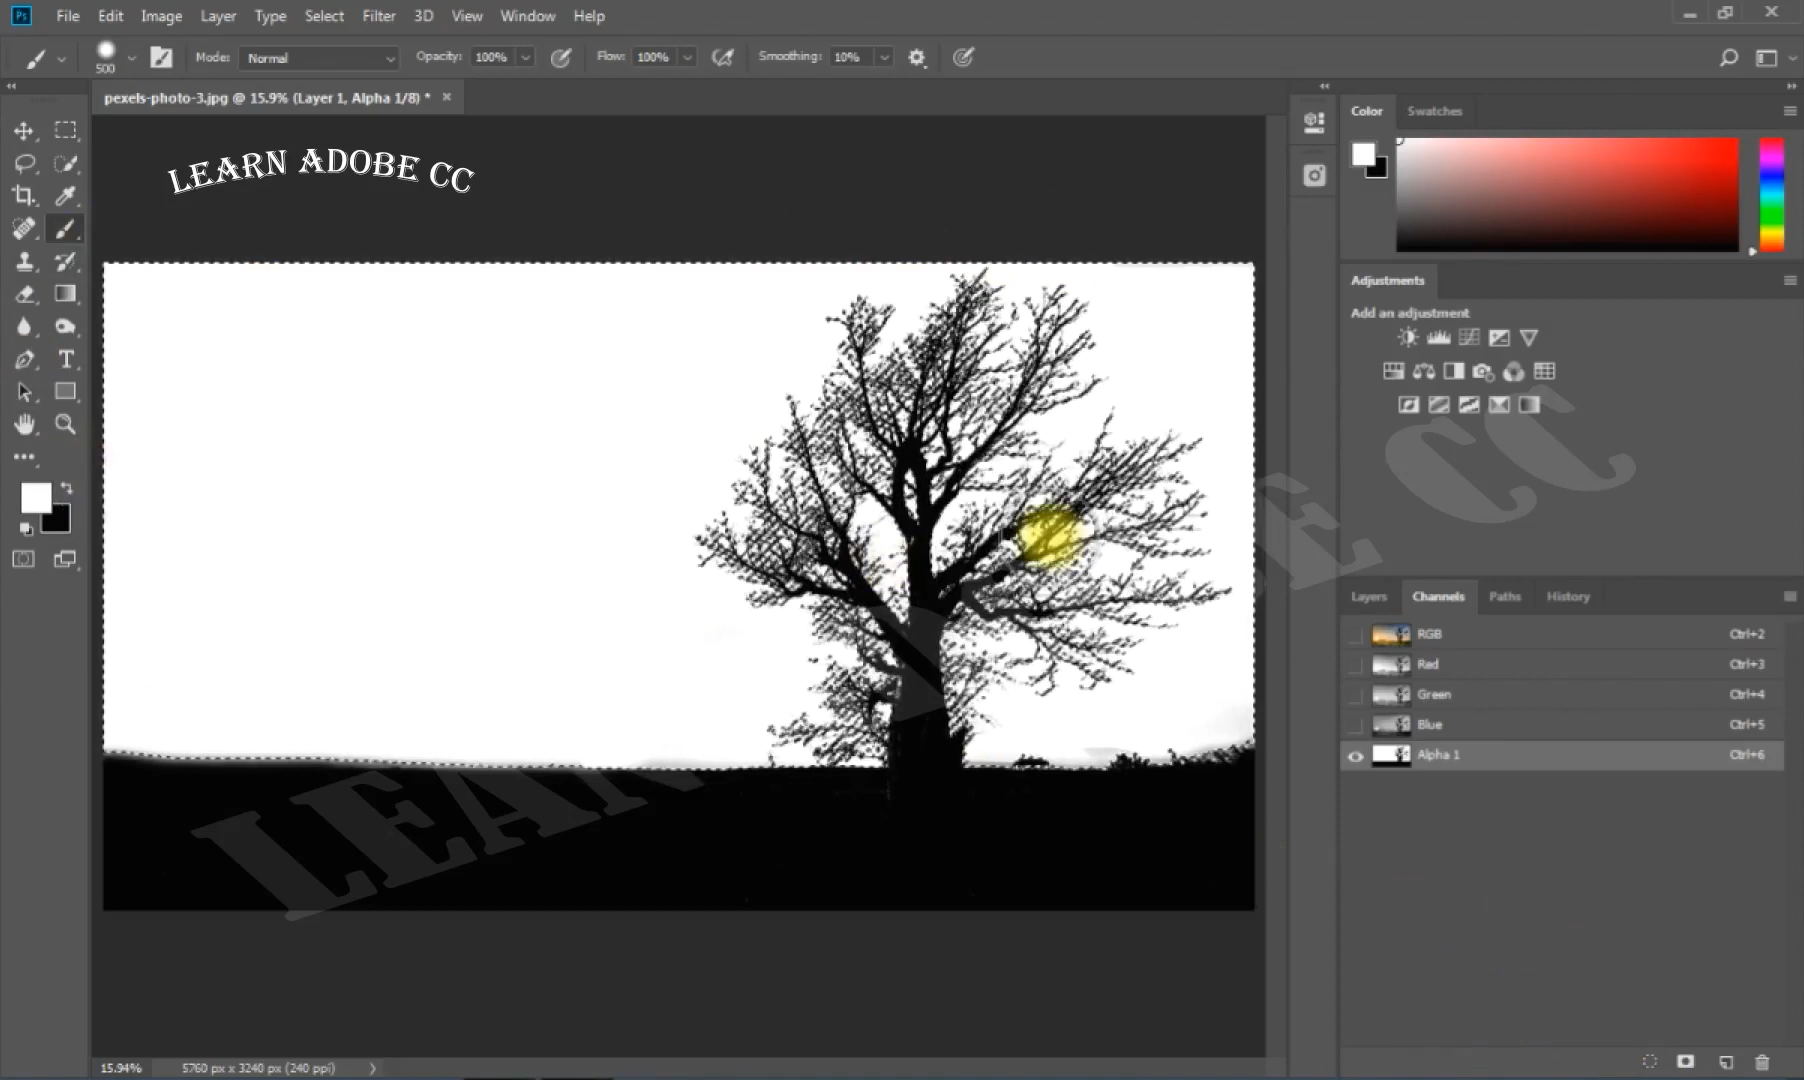 Ps File Edit Image Layer Type Select Filter 3D View Window Help
500 Mode: Normal Opacity: 100% Flow: 100% Smoothing: 10%
pexels-photo-3.jpg @ 15.9% (Layer 1, Alpha 1/8) * ×
LEARN ADOBE CC
Color Swatches
Adjustments
Add an adjustment
Layers Channels Paths History
RGB Ctrl+2
Red Ctrl+3
Green Ctrl+4
Blue Ctrl+5
Alpha 1 Ctrl+6
15.94% 5760 px x 3240 px (240 ppi)